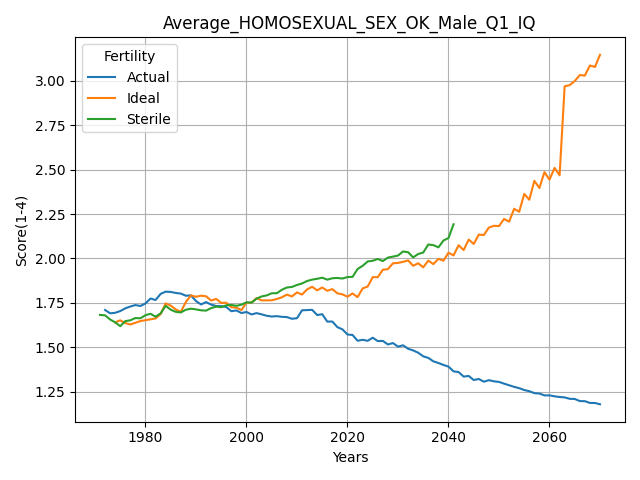 Average_HOMOSEXUAL_SEX_OK_Male_Q1_IQ
Fertility
Actual
Ideal
Sterile
Score(1-4)
3.00
2.75
2.50
2.25
2.00
1.75
1.50
1.25
1980
2000
2020
2040
2060
Years